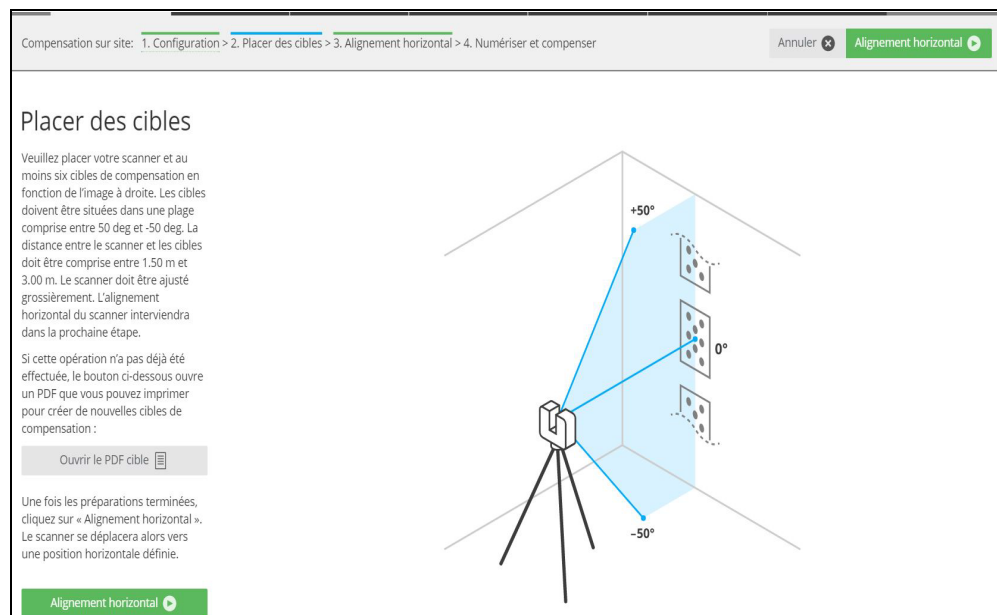 Compensation sur site: 1. Configuration > 2. Placer des cibles > 3. Alignement horizontal > 4. Numériser et compenser
Annuler
Alignement horizontal
Placer des cibles
Veuillez placer votre scanner et au
moins six cibles de compensation en
fonction de l'image à droite. Les cibles
doivent être situées dans une plage
comprise entre 50 deg et -50 deg. La
distance entre le scanner et les cibles
doit être comprise entre 1.50 m et
3.00 m. Le scanner doit être ajusté
grossièrement. L'alignement
horizontal du scanner interviendra
dans la prochaine étape.
Si cette opération n'a pas déjà été
effectuée, le bouton ci-dessous ouvre
un PDF que vous pouvez imprimer
pour créer de nouvelles cibles de
compensation :
Ouvrir le PDF cible
Une fois les préparations terminées,
cliquez sur « Alignement horizontal ».
Le scanner se déplacera alors vers
une position horizontale définie.
Alignement horizontal
+50°
0°
–50°